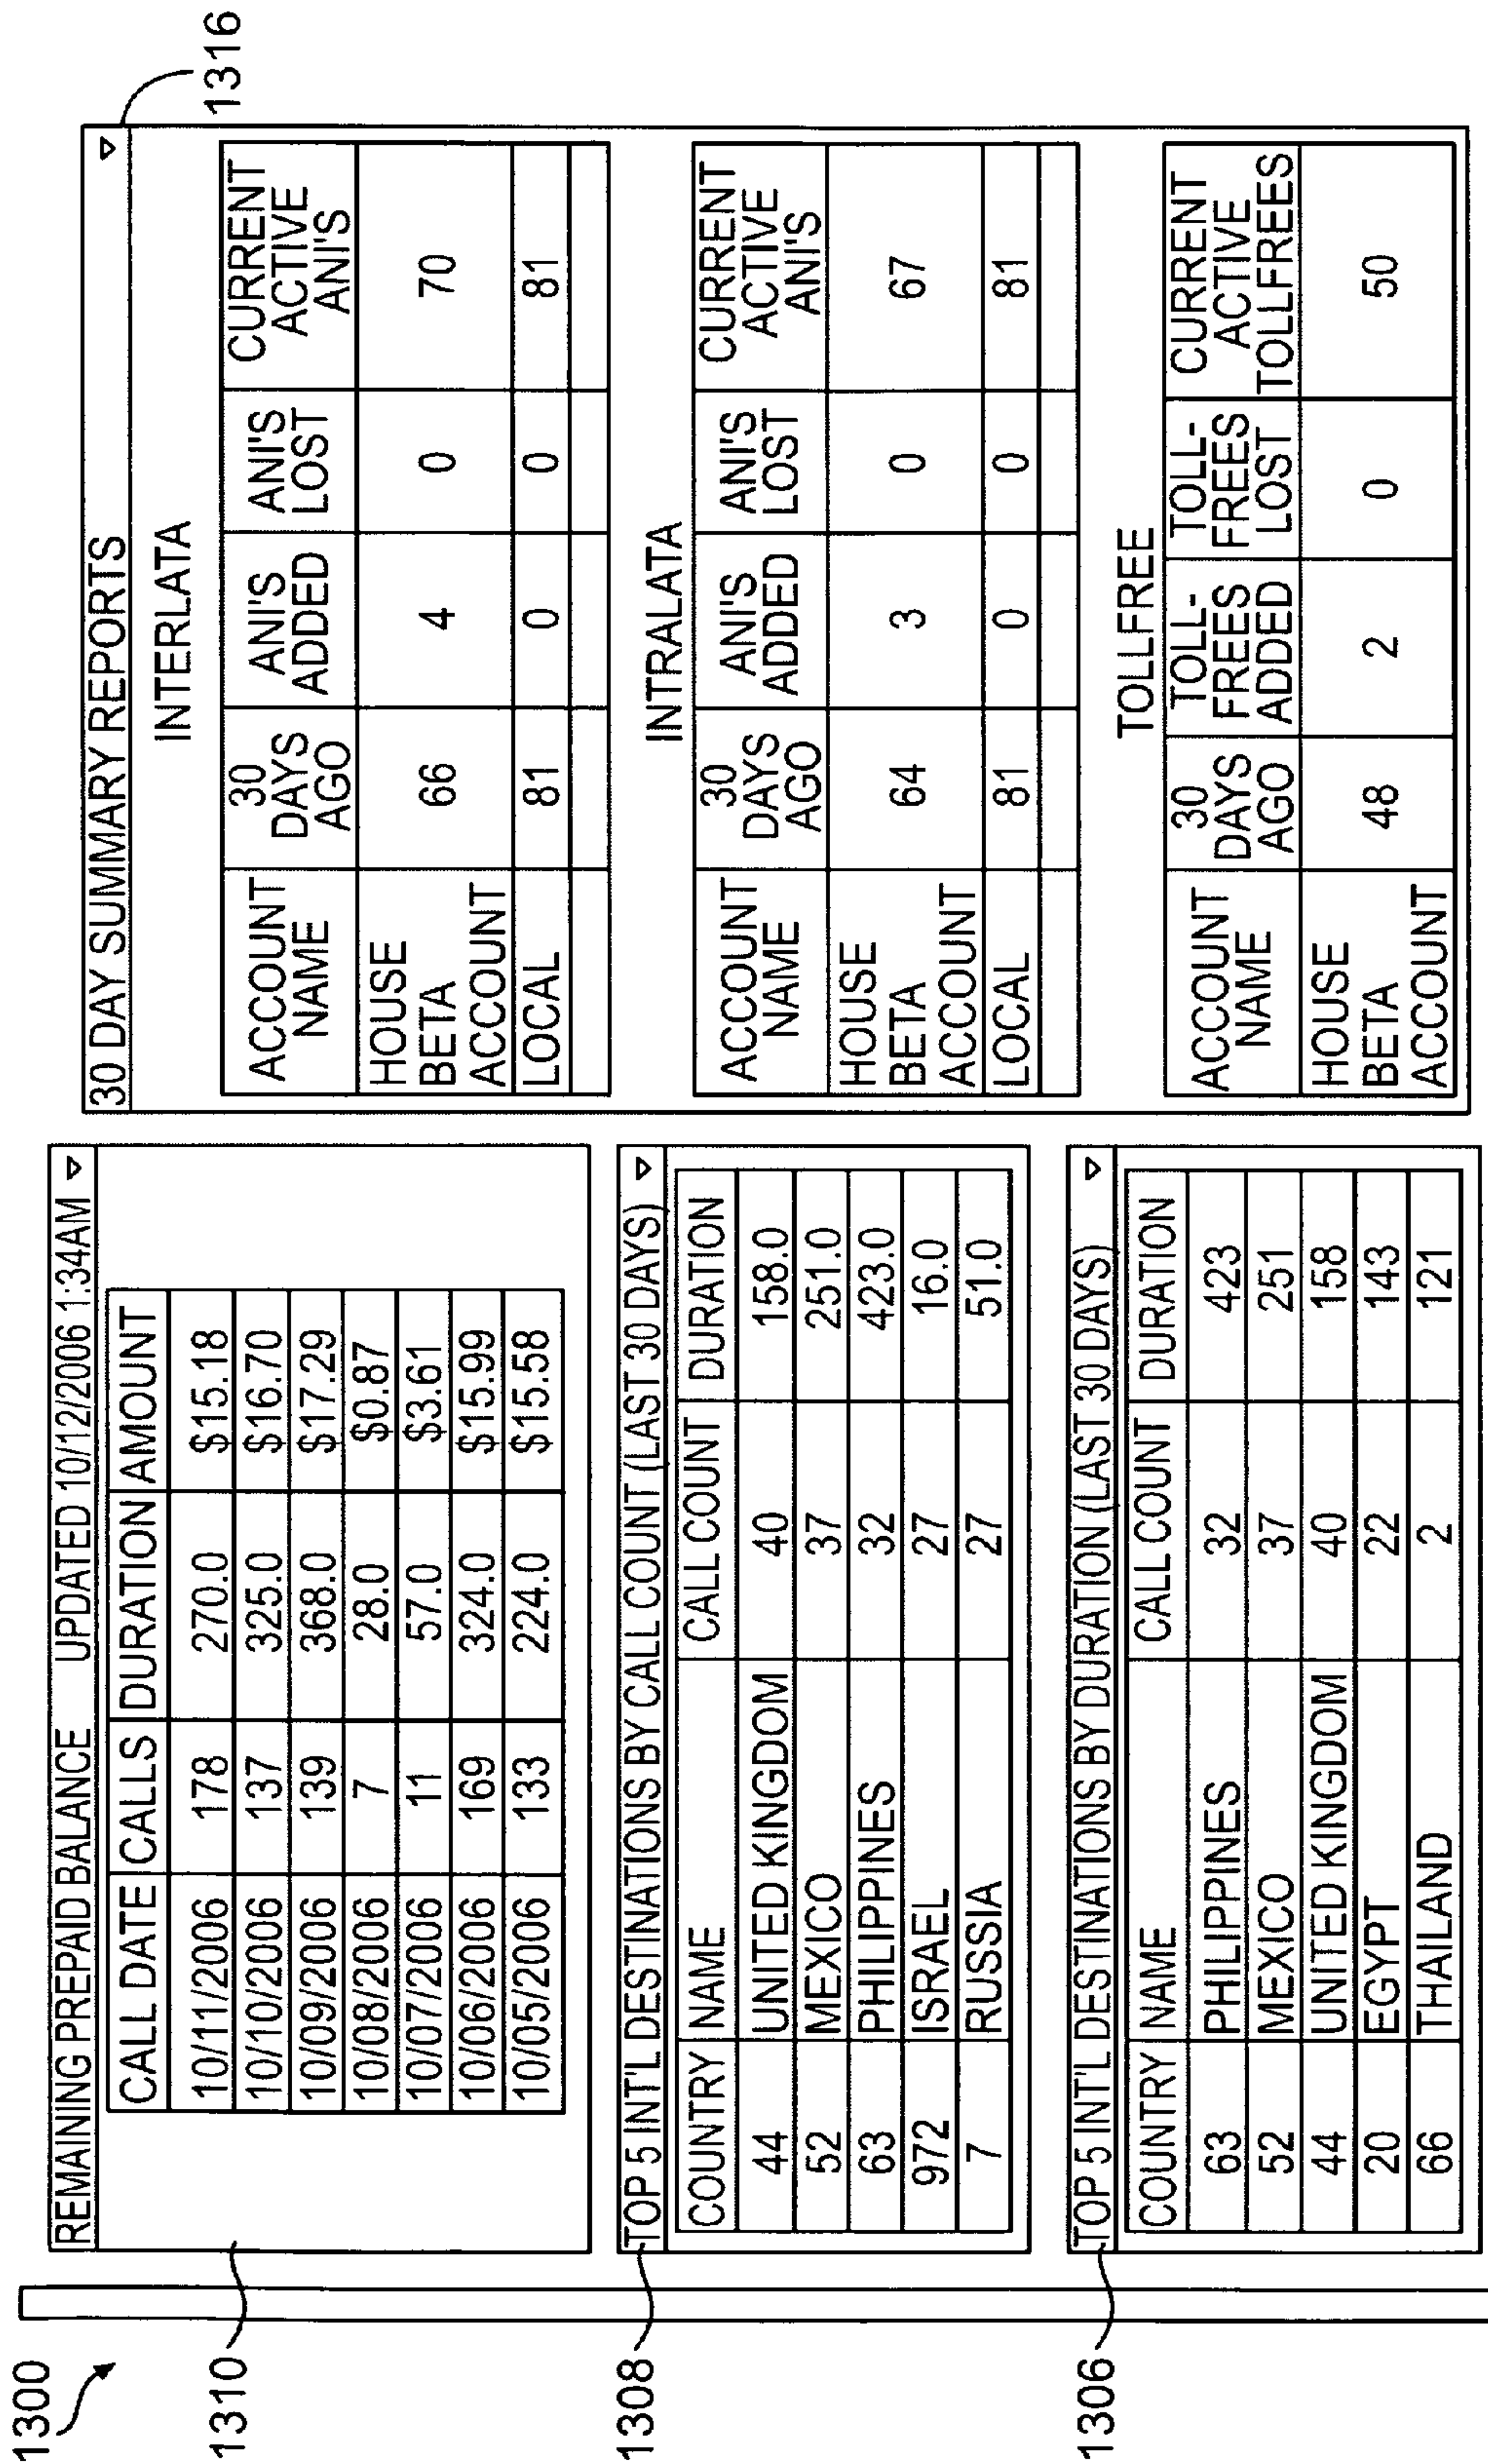 1300
1310
REMAINING PREPAID BALANCE UPDATED 10/12/2006 1:34AM
CALL DATE CALLS DURATION AMOUNT
10/11/2006 178 270.0 $15.18
10/10/2006 137 325.0 $16.70
10/09/2006 139 368.0 $17.29
10/08/2006 7 28.0 $0.87
10/07/2006 11 57.0 $3.61
10/06/2006 169 324.0 $15.99
10/05/2006 133 224.0 $15.58
1308
TOP 5 INT'L DESTINATIONS BY CALL COUNT (LAST 30 DAYS)
COUNTRY NAME CALL COUNT DURATION
44 UNITED KINGDOM 40 158.0
52 MEXICO 37 251.0
63 PHILIPPINES 32 423.0
972 ISRAEL 27 16.0
7 RUSSIA 27 51.0
1306
TOP 5 INT'L DESTINATIONS BY DURATION (LAST 30 DAYS)
COUNTRY NAME CALL COUNT DURATION
63 PHILIPPINES 32 423
52 MEXICO 37 251
44 UNITED KINGDOM 40 158
20 EGYPT 22 143
66 THAILAND 2 121
1316
30 DAY SUMMARY REPORTS
INTERLATA
ACCOUNT 30 ANI'S ANI'S CURRENT
NAME DAYS ADDED LOST ACTIVE
AGO ANI'S
HOUSE
BETA 66 4 0 70
ACCOUNT
LOCAL 81 0 0 81
INTRALATA
ACCOUNT 30 ANI'S ANI'S CURRENT
NAME DAYS ADDED LOST ACTIVE
AGO ANI'S
HOUSE
BETA 64 3 0 67
ACCOUNT
LOCAL 81 0 0 81
TOLLFREE
ACCOUNT 30 TOLL- TOLL- CURRENT
NAME DAYS FREES FREES ACTIVE
AGO ADDED LOST TOLLFREES
HOUSE
BETA 48 2 0 50
ACCOUNT